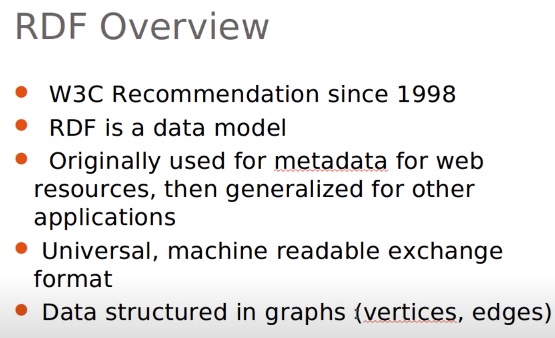 RDF Overview
W3C Recommendation since 1998
RDF is a data model
Originally used for metadata for web
resources, then generalized for other
applications
Universal, machine readable exchange
format
Data structured in graphs (vertices, edges)